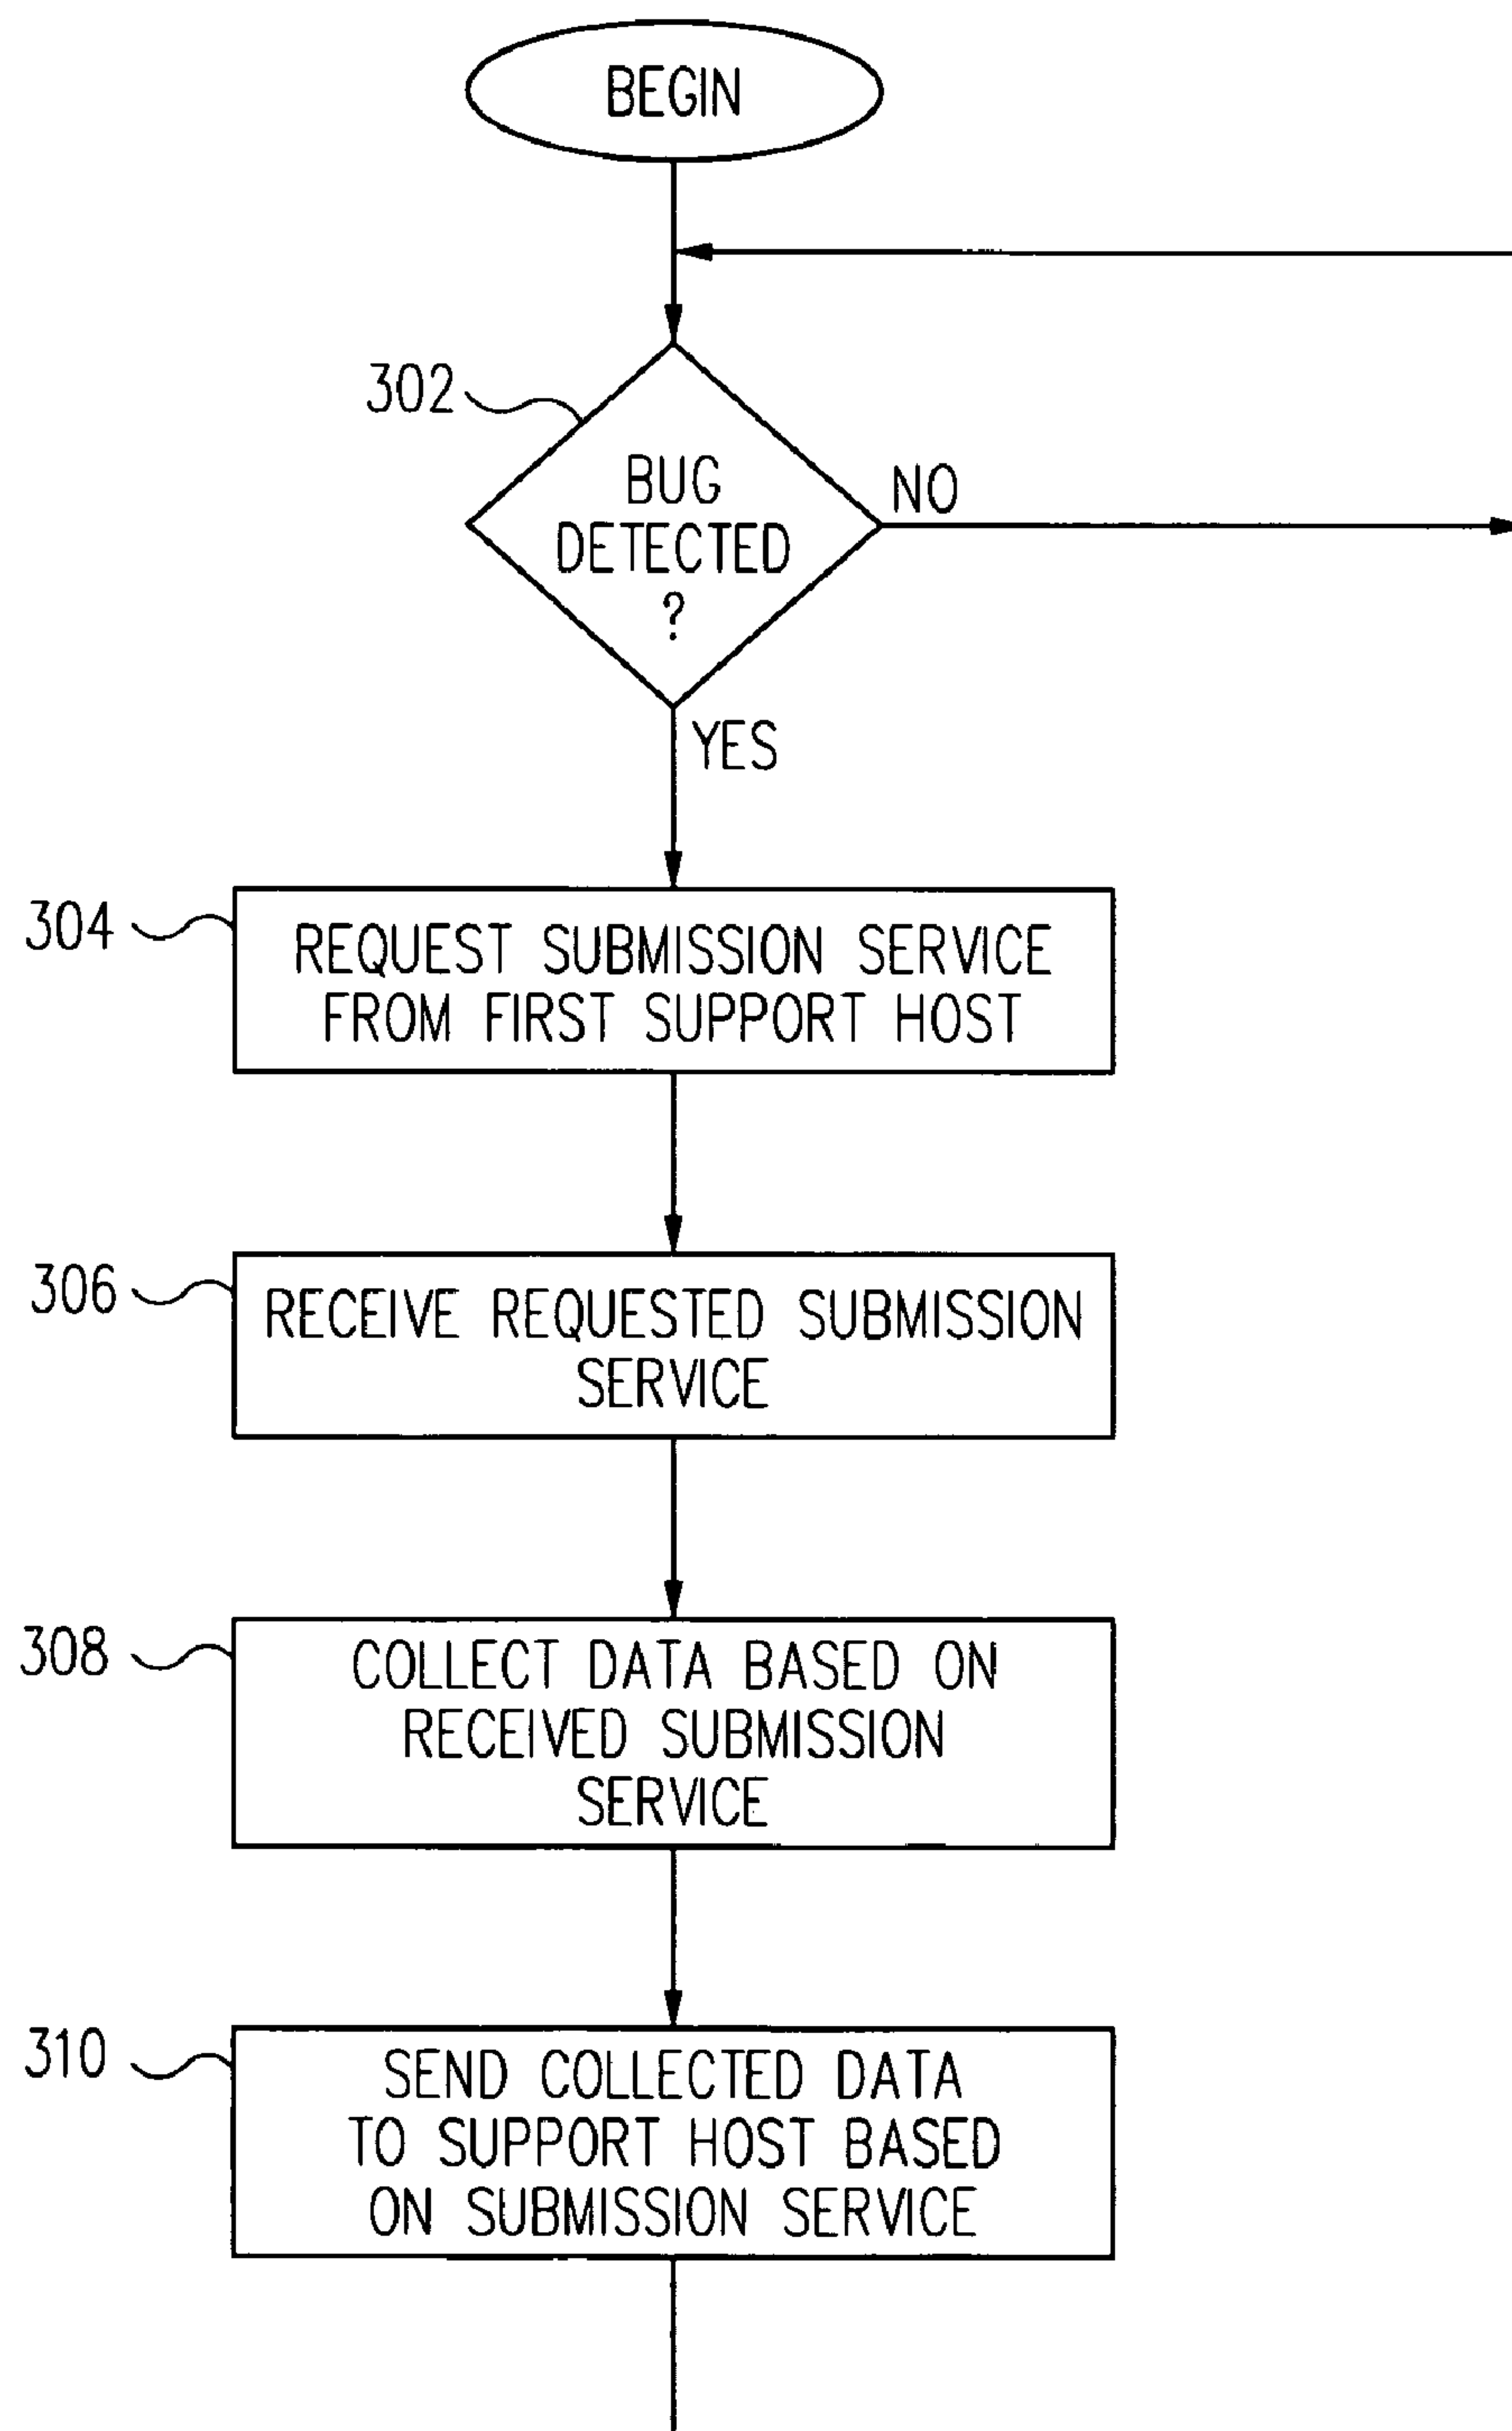 BEGIN
302
BUG
DETECTED
?
NO
YES
304
REQUEST SUBMISSION SERVICE
FROM FIRST SUPPORT HOST
306
RECEIVE REQUESTED SUBMISSION
SERVICE
308
COLLECT DATA BASED ON
RECEIVED SUBMISSION
SERVICE
310
SEND COLLECTED DATA
TO SUPPORT HOST BASED
ON SUBMISSION SERVICE